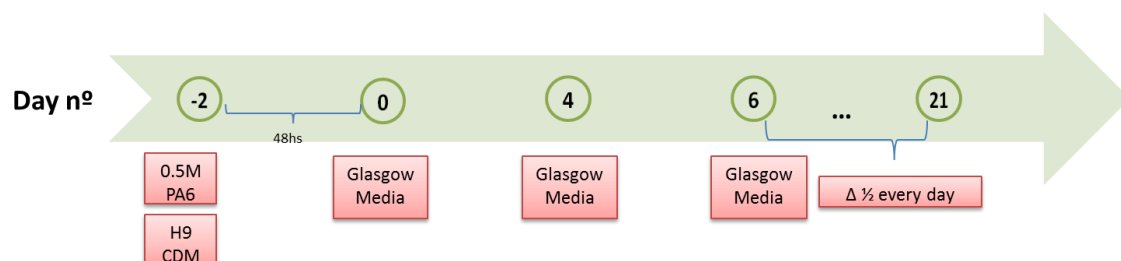 Day nº
-2
0
4
6
...
21
48hs
0.5M
PA6
H9
CDM
Glasgow
Media
Glasgow
Media
Glasgow
Media
Δ ½ every day